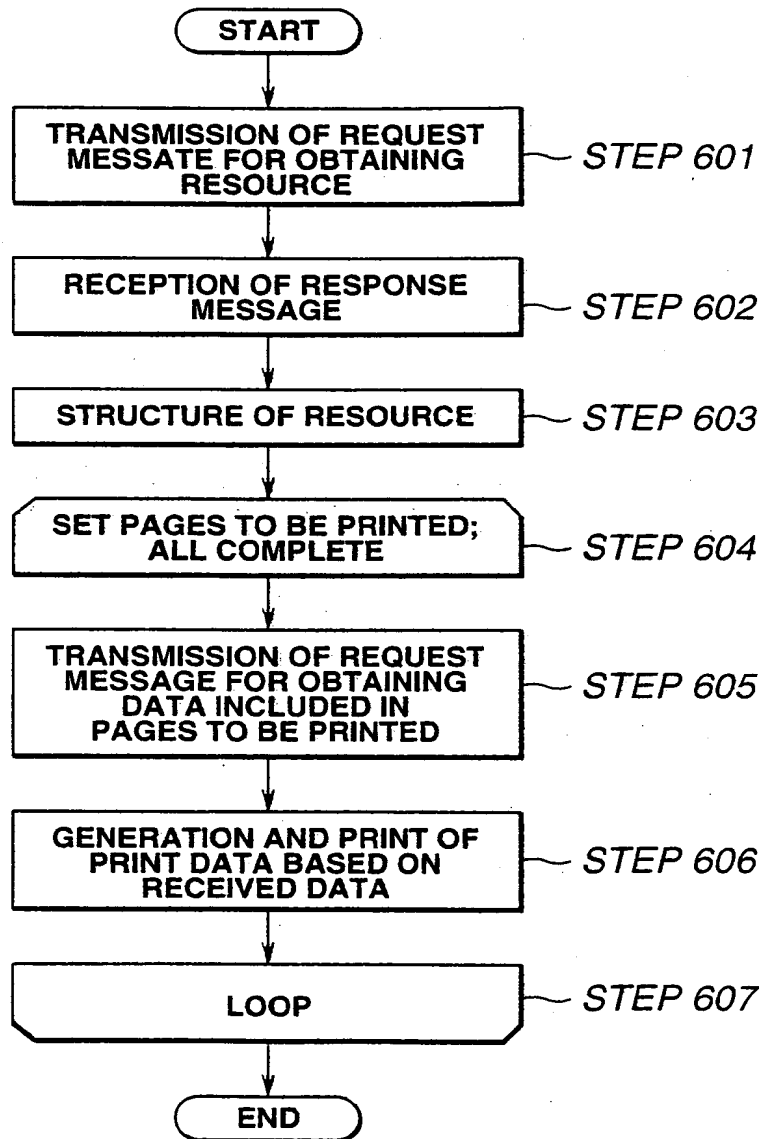 START
TRANSMISSION OF REQUEST
MESSATE FOR OBTAINING
RESOURCE
STEP 601
RECEPTION OF RESPONSE
MESSAGE
STEP 602
STRUCTURE OF RESOURCE
STEP 603
SET PAGES TO BE PRINTED;
ALL COMPLETE
STEP 604
TRANSMISSION OF REQUEST
MESSAGE FOR OBTAINING
DATA INCLUDED IN
PAGES TO BE PRINTED
STEP 605
GENERATION AND PRINT OF
PRINT DATA BASED ON
RECEIVED DATA
STEP 606
LOOP
STEP 607
END